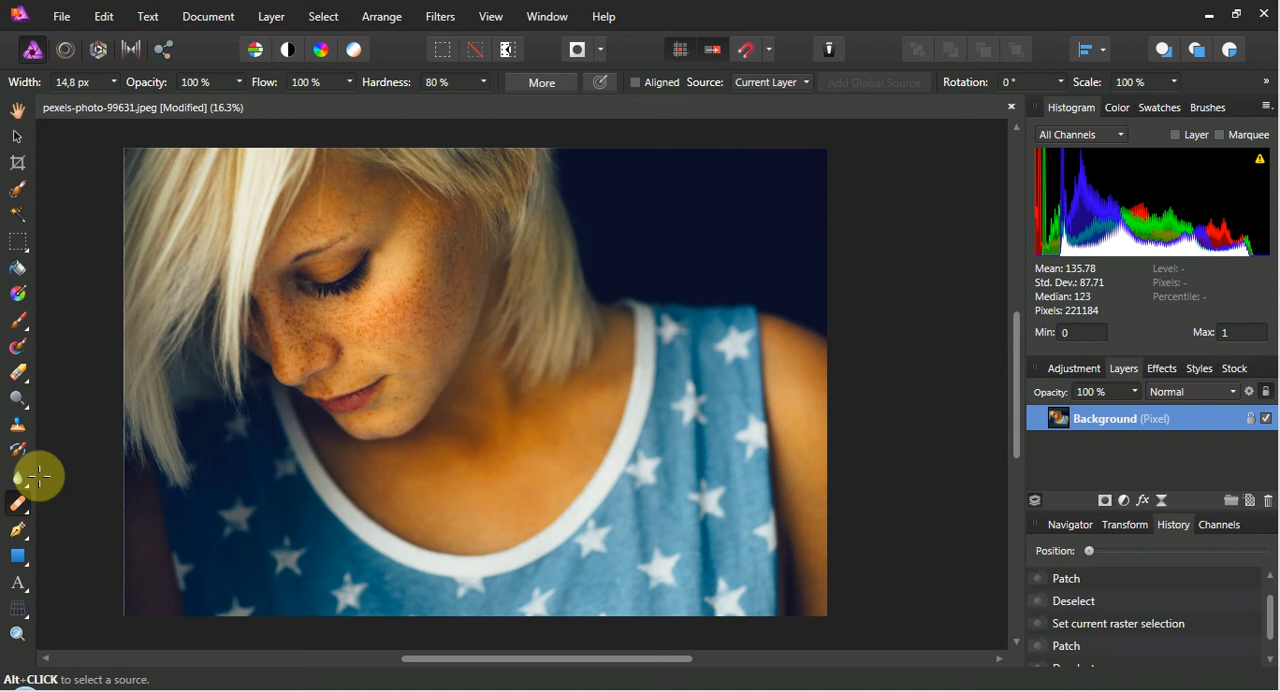 File Edit Text Document Layer Select Arrange Filters View Window Help
Width: 14,8 px Opacity: 100 % Flow: 100 % Hardness: 80 % More Aligned Source: Current Layer Add Global Source Rotation: 0° Scale: 100 % »
pexels-photo-99631.jpeg [Modified] (16.3%)
Histogram Color Swatches Brushes
All Channels Layer Marquee
Mean: 135.78 Level: -
Std. Dev.: 87.71 Pixels: -
Median: 123 Percentile: -
Pixels: 221184
Min: 0 Max: 1
Adjustment Layers Effects Styles Stock
Opacity: 100 % Normal
Background (Pixel)
Navigator Transform History Channels
Position:
Patch
Deselect
Set current raster selection
Patch
Alt+CLICK to select a source.